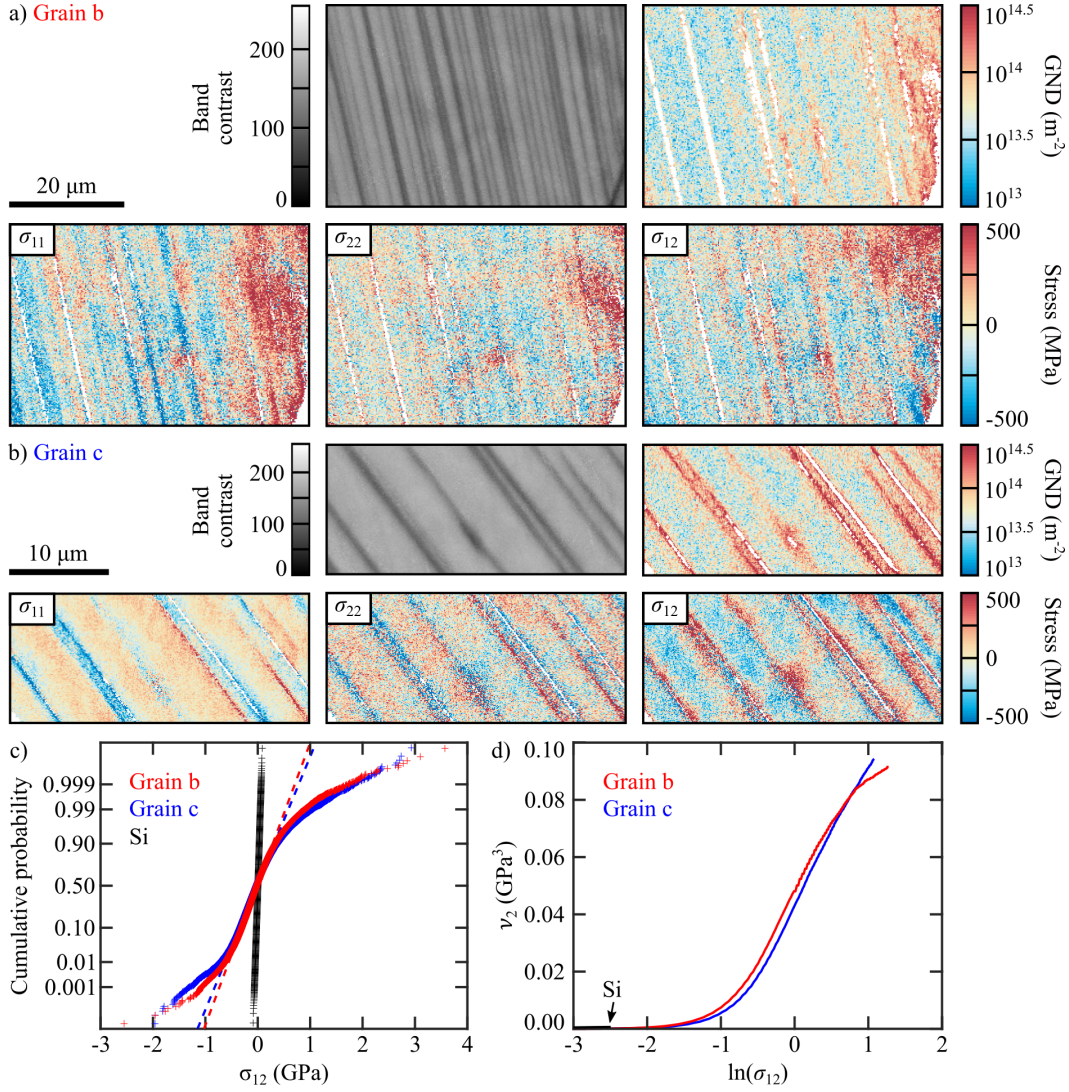 a) Grain b
Band contrast
200
100
0
20 μm
10^14.5
10^14
10^13.5
10^13
GND (m^-2)
σ11
σ22
σ12
500
0
-500
Stress (MPa)
b) Grain c
Band contrast
200
100
0
10 μm
10^14.5
10^14
10^13.5
10^13
GND (m^-2)
σ11
σ22
σ12
500
0
-500
Stress (MPa)
c)
Grain b
Grain c
Si
Cumulative probability
0.999
0.99
0.90
0.50
0.10
0.01
0.001
-3 -2 -1 0 1 2 3 4
σ12 (GPa)
d)
Grain b
Grain c
Si
ν2 (GPa^3)
0.10
0.08
0.06
0.04
0.02
0.00
-3 -2 -1 0 1 2
ln(σ12)